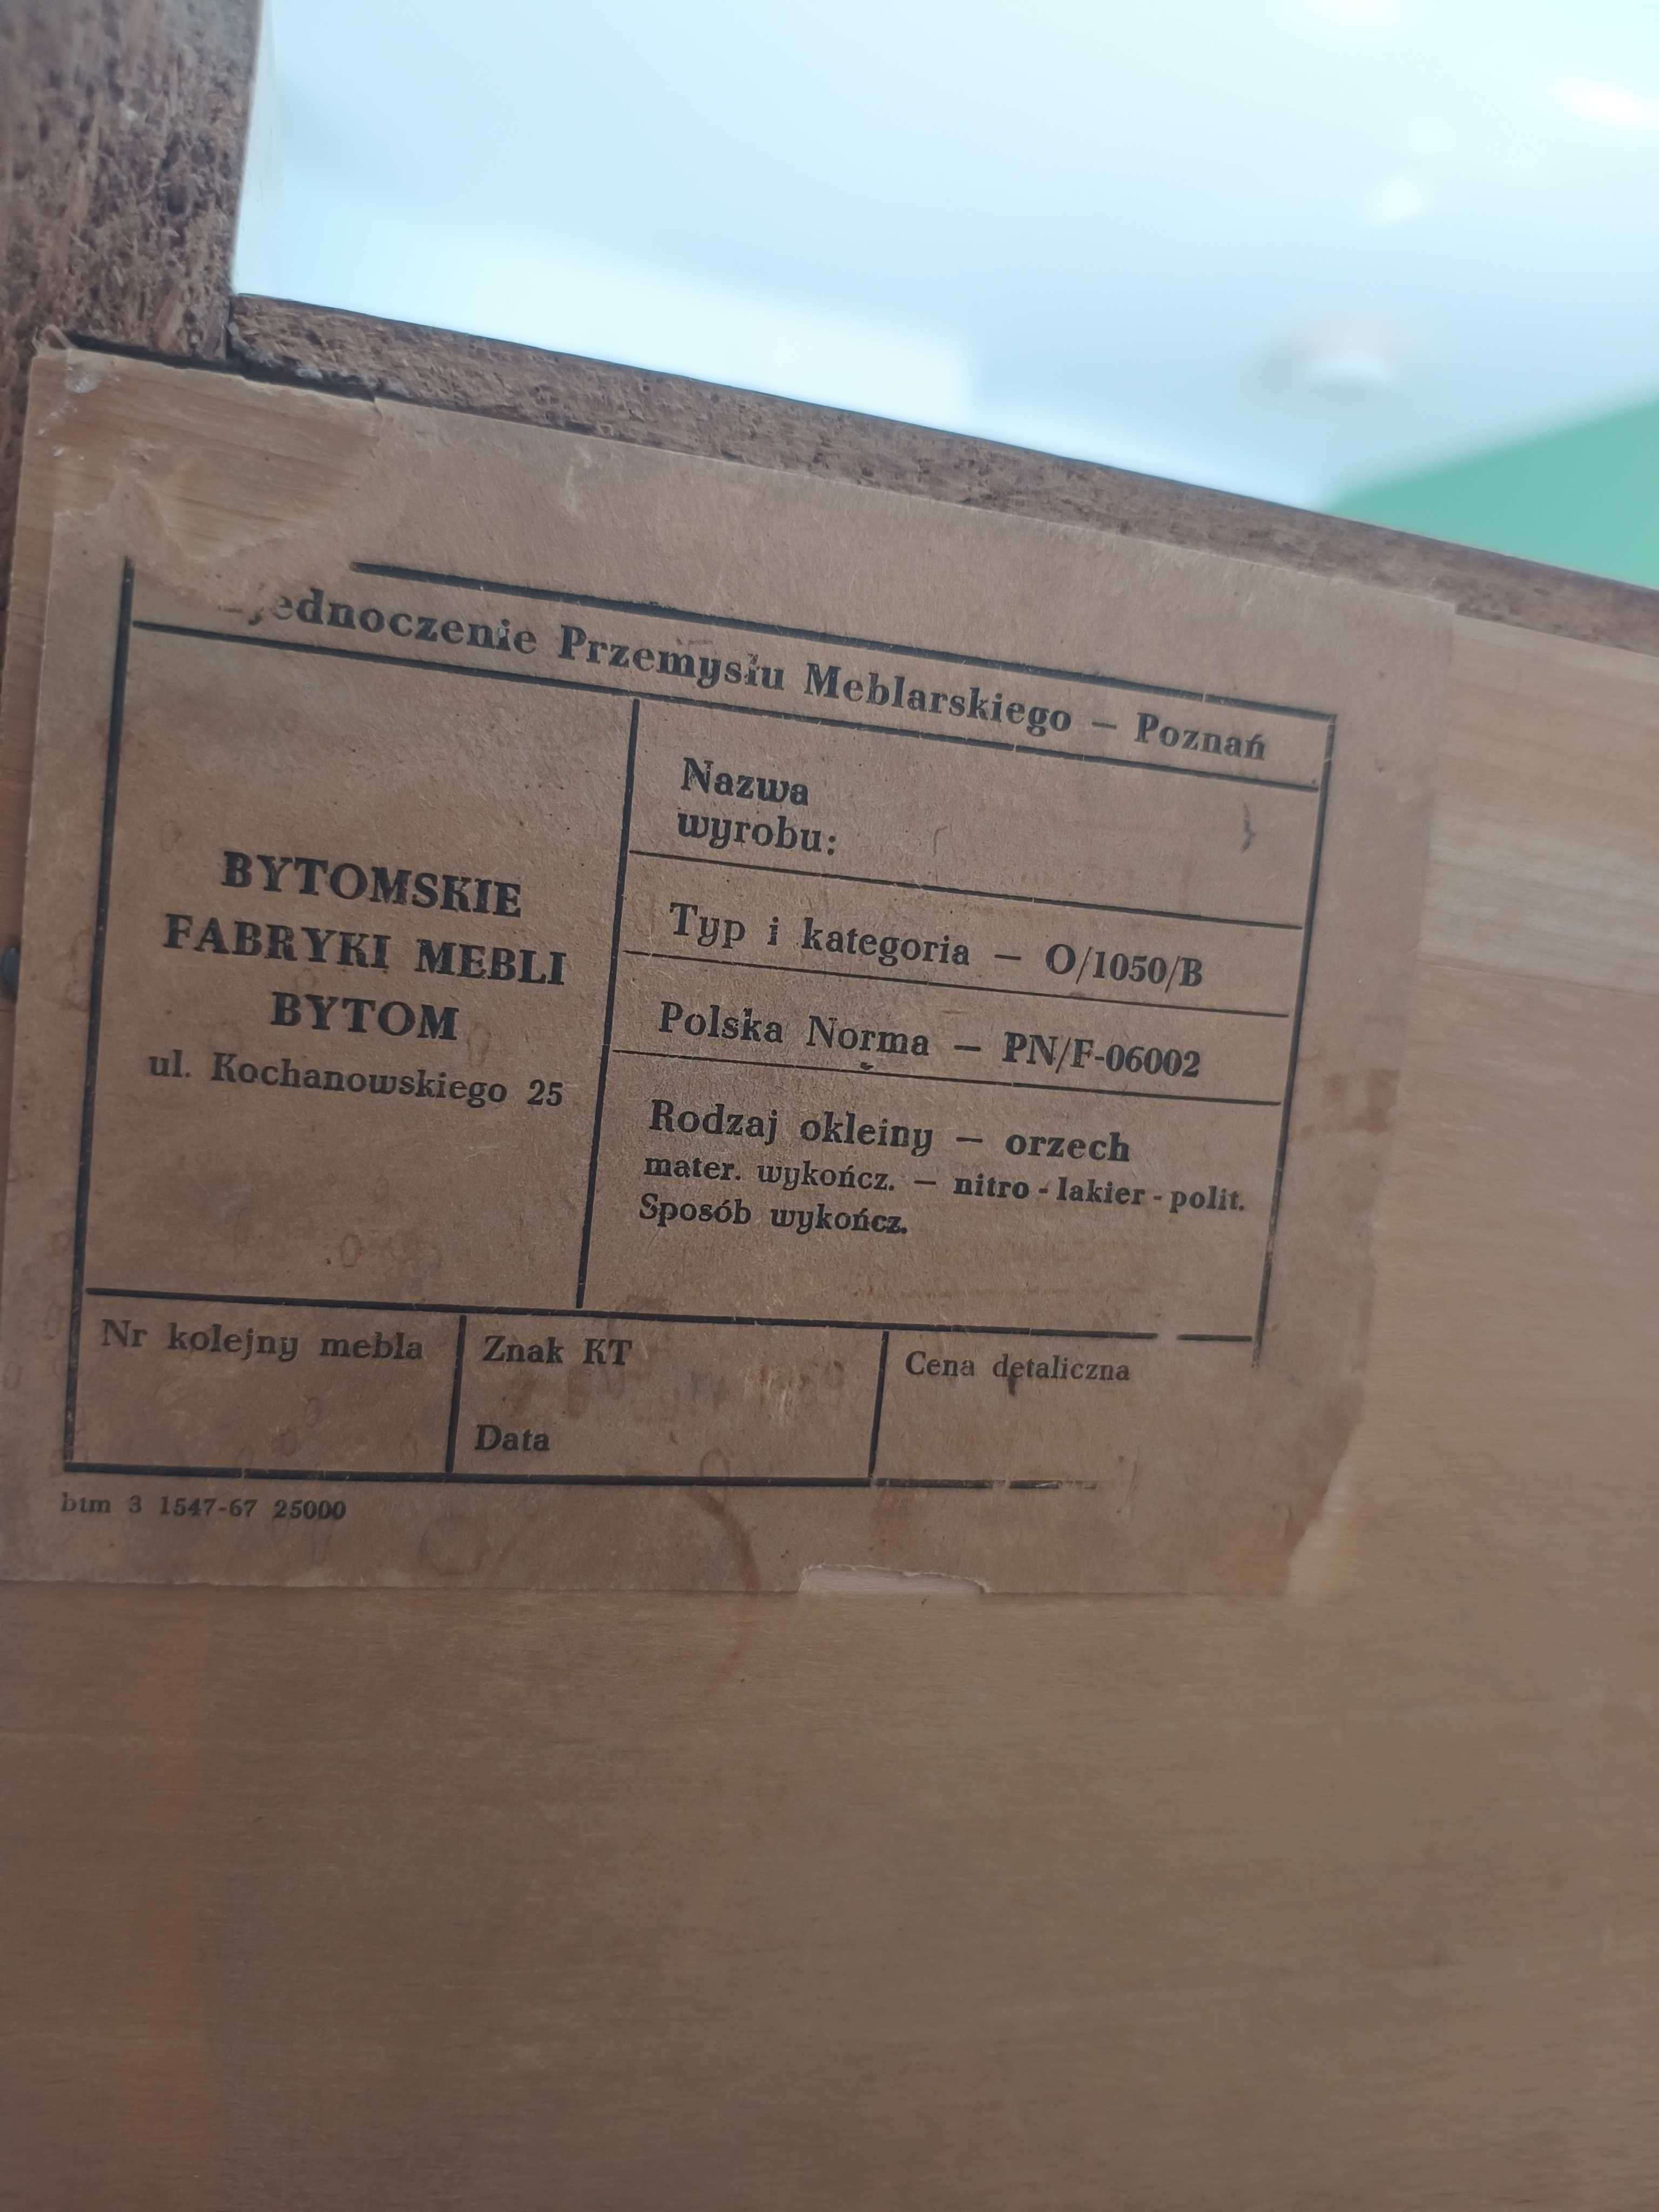 jednoczenie Przemysłu Meblarskiego — Poznań
BYTOMSKIE
FABRYKI MEBLI
BYTOM
ul. Kochanowskiego 25
Nazwa
wyrobu:
Typ i kategoria — O/1050/B
Polska Norma — PN/F-06002
Rodzaj okleiny — orzech
mater. wykończ. — nitro - lakier - polit.
Sposób wykończ.
Nr kolejny mebla
Znak KT
Data
Cena detaliczna
btm 3 1547-67 25000